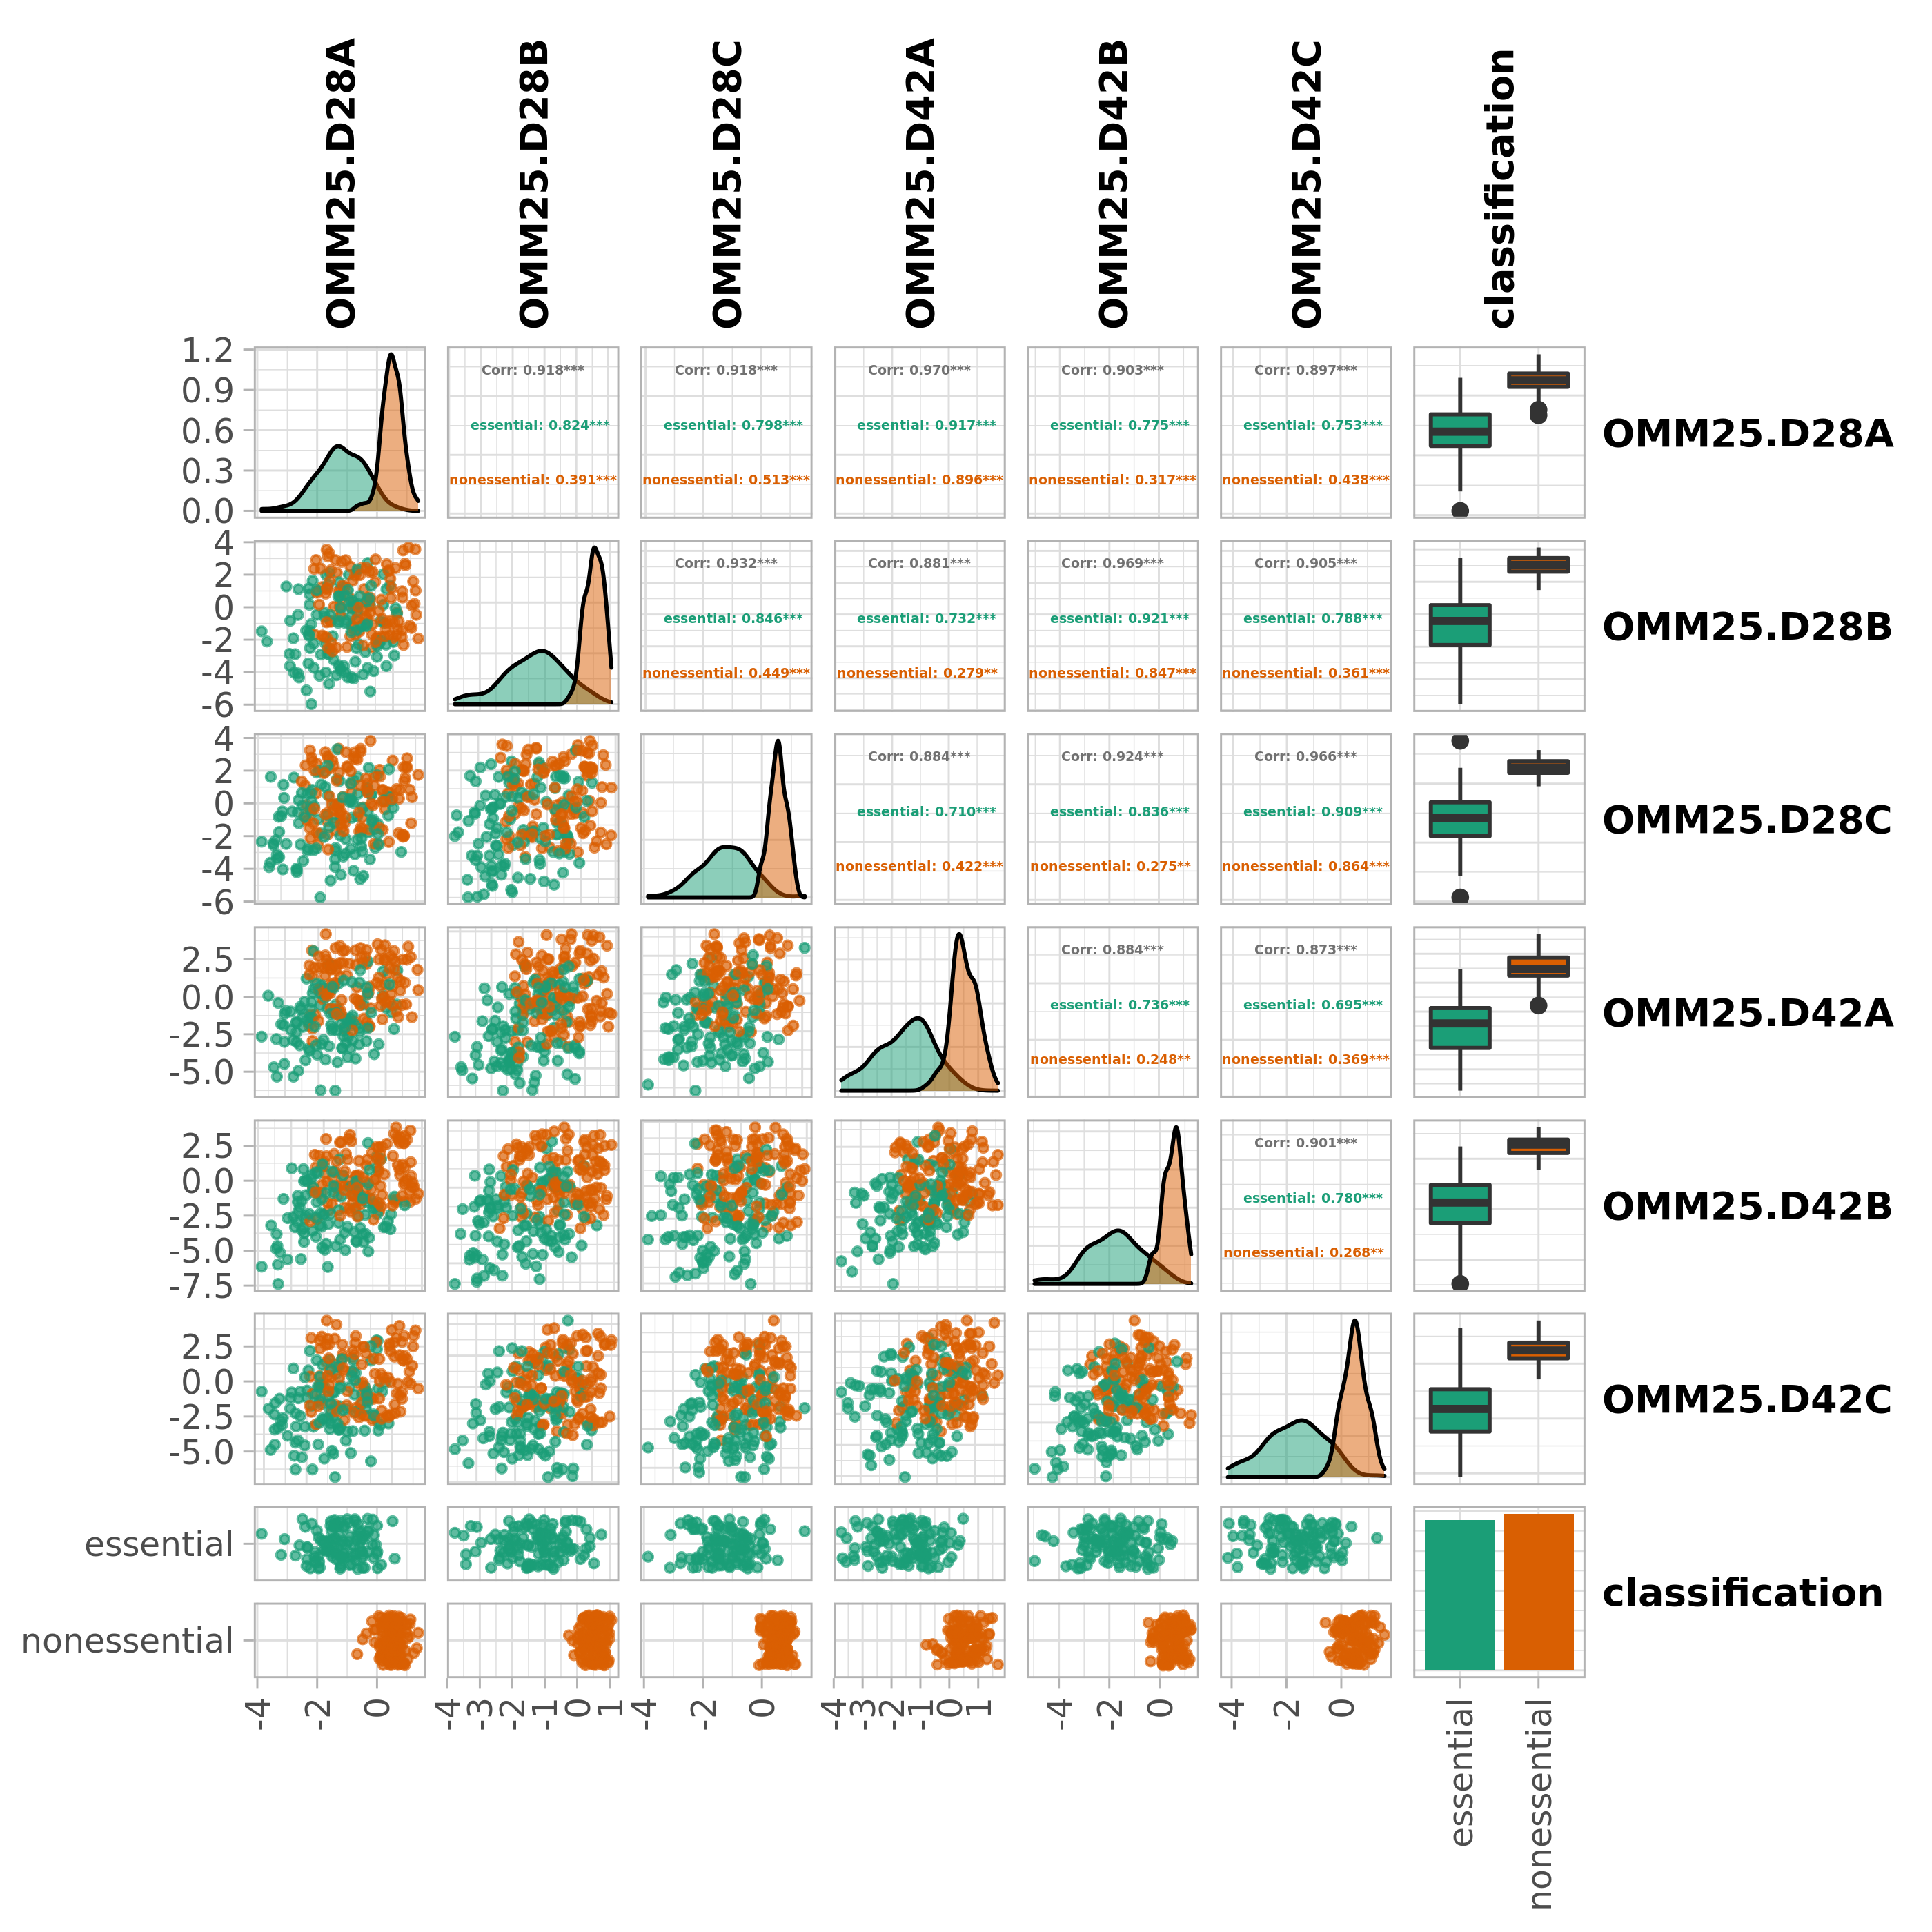 OMM25.D28A
OMM25.D28B
OMM25.D28C
OMM25.D42A
OMM25.D42B
OMM25.D42C
classification
1.2
0.9
0.6
0.3
0.0
Corr: 0.918***
essential: 0.824***
nonessential: 0.391***
Corr: 0.918***
essential: 0.798***
nonessential: 0.513***
Corr: 0.970***
essential: 0.917***
nonessential: 0.896***
Corr: 0.903***
essential: 0.775***
nonessential: 0.317***
Corr: 0.897***
essential: 0.753***
nonessential: 0.438***
OMM25.D28A
4
2
0
-2
-4
-6
Corr: 0.932***
essential: 0.846***
nonessential: 0.449***
Corr: 0.881***
essential: 0.732***
nonessential: 0.279**
Corr: 0.969***
essential: 0.921***
nonessential: 0.847***
Corr: 0.905***
essential: 0.788***
nonessential: 0.361***
OMM25.D28B
4
2
0
-2
-4
-6
Corr: 0.884***
essential: 0.710***
nonessential: 0.422***
Corr: 0.924***
essential: 0.836***
nonessential: 0.275**
Corr: 0.966***
essential: 0.909***
nonessential: 0.864***
OMM25.D28C
2.5
0.0
-2.5
-5.0
Corr: 0.884***
essential: 0.736***
nonessential: 0.248**
Corr: 0.873***
essential: 0.695***
nonessential: 0.369***
OMM25.D42A
2.5
0.0
-2.5
-5.0
-7.5
Corr: 0.901***
essential: 0.780***
nonessential: 0.268**
OMM25.D42B
2.5
0.0
-2.5
-5.0
OMM25.D42C
essential
nonessential
classification
-4
-2
0
-4
-3
-2
-1
0
1
-4
-2
0
-4
-3
-2
-1
0
1
-4
-2
0
-4
-2
0
essential
nonessential